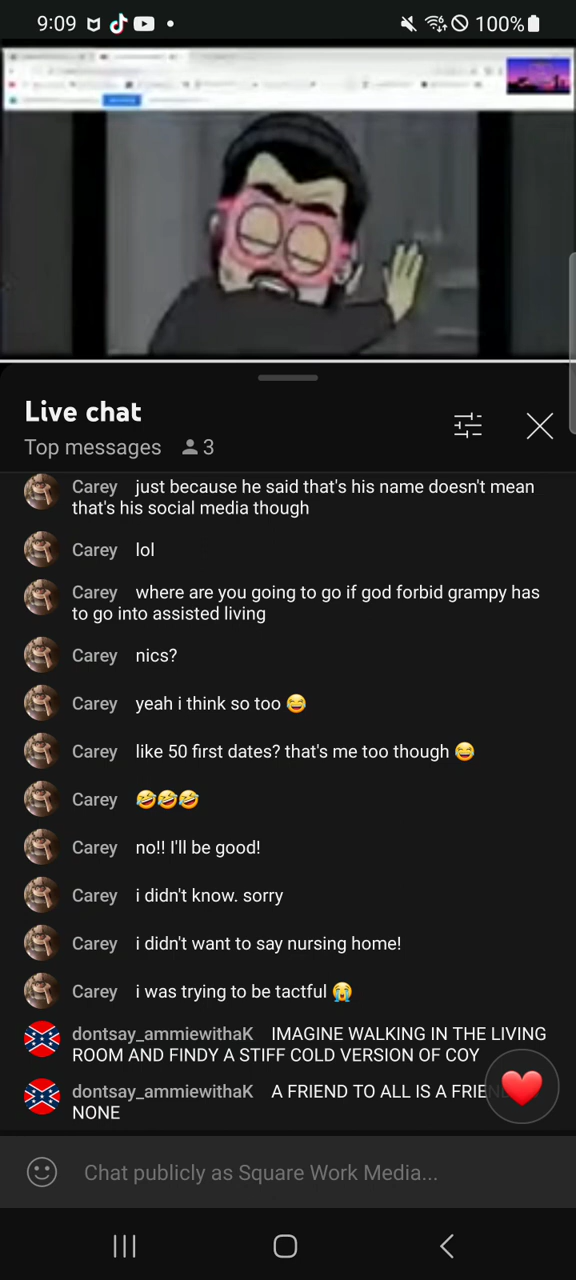 9:09
100%
Live chat
Top messages 3
Carey just because he said that's his name doesn't mean
that's his social media though
Carey lol
Carey where are you going to go if god forbid grampy has
to go into assisted living
Carey nics?
Carey yeah i think so too 😂
Carey like 50 first dates? that's me too though 😂
Carey 🤣🤣🤣
Carey no!! I'll be good!
Carey i didn't know. sorry
Carey i didn't want to say nursing home!
Carey i was trying to be tactful 😭
dontsay_ammiewithaK IMAGINE WALKING IN THE LIVING
ROOM AND FINDY A STIFF COLD VERSION OF COY
dontsay_ammiewithaK A FRIEND TO ALL IS A
NONE
Chat publicly as Square Work Media...